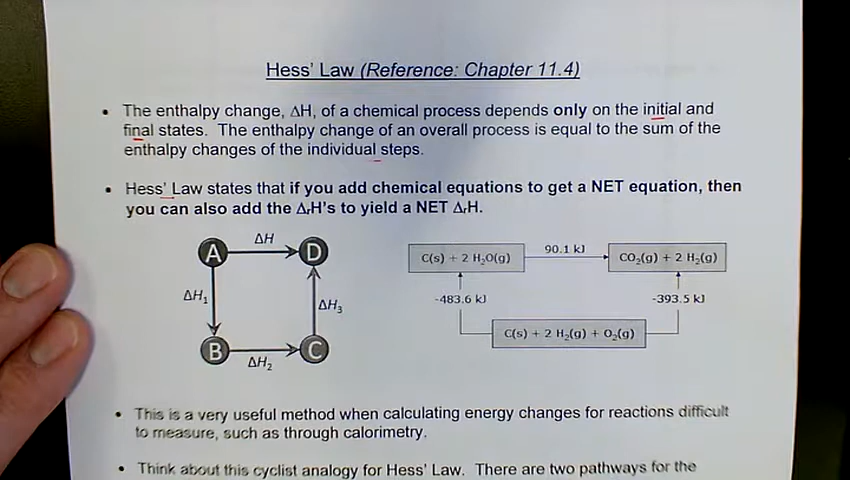 Hess' Law (Reference: Chapter 11.4)
• The enthalpy change, ΔH, of a chemical process depends only on the initial and
final states. The enthalpy change of an overall process is equal to the sum of the
enthalpy changes of the individual steps.
• Hess' Law states that if you add chemical equations to get a NET equation, then
you can also add the ΔᵣH's to yield a NET ΔᵣH.
A ΔH D
ΔH₁ ΔH₃
B ΔH₂ C
C(s) + 2 H₂O(g) 90.1 kJ CO₂(g) + 2 H₂(g)
-483.6 kJ -393.5 kJ
C(s) + 2 H₂(g) + O₂(g)
• This is a very useful method when calculating energy changes for reactions difficult
to measure, such as through calorimetry.
• Think about this cyclist analogy for Hess' Law. There are two pathways for the